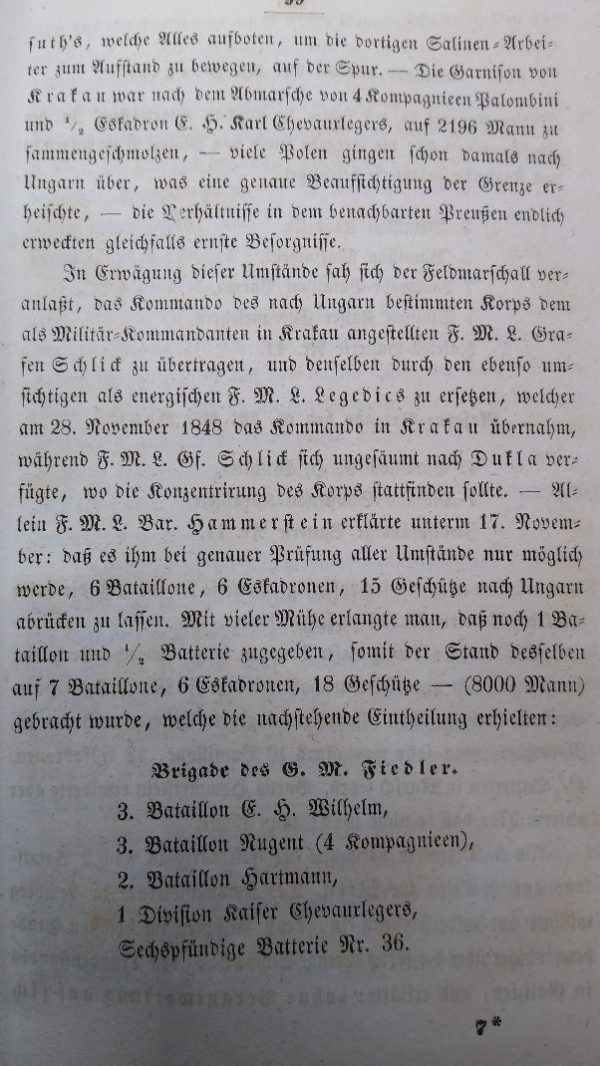 suth's, welche Alles aufboten, um die dortigen Salinen-Arbei-
ter zum Aufstand zu bewegen, auf der Spur. — Die Garnison von
Krakau war nach dem Abmarsche von 4 Kompagnieen Palombini
und ½ Eskadron E. H. Karl Chevauxlegers, auf 2196 Mann zu
sammengeschmolzen, — viele Polen gingen schon damals nach
Ungarn über, was eine genaue Beaufsichtigung der Grenze er-
heischte, — die Verhältnisse in dem benachbarten Preußen endlich
erweckten gleichfalls ernste Besorgnisse.
In Erwägung dieser Umstände sah sich der Feldmarschall ver-
anlaßt, das Kommando des nach Ungarn bestimmten Korps dem
als Militär-Kommandanten in Krakau angestellten F. M. L. Gra-
fen Schlick zu übertragen, und denselben durch den ebenso um-
sichtigen als energischen F. M. L. Legedics zu ersetzen, welcher
am 28. November 1848 das Kommando in Krakau übernahm,
während F. M. L. Gf. Schlick sich ungesäumt nach Dukla ver-
fügte, wo die Konzentrirung des Korps stattfinden sollte. — Al-
lein F. M. L. Bar. Hammerstein erklärte unterm 17. Novem-
ber: daß es ihm bei genauer Prüfung aller Umstände nur möglich
werde, 6 Bataillone, 6 Eskadronen, 15 Geschütze nach Ungarn
abrücken zu lassen. Mit vieler Mühe erlangte man, daß noch 1 Ba-
taillon und ½ Batterie zugegeben, somit der Stand desselben
auf 7 Bataillone, 6 Eskadronen, 18 Geschütze — (8000 Mann)
gebracht wurde, welche die nachstehende Eintheilung erhielten:
Brigade des G. M. Fiedler.
3. Bataillon E. H. Wilhelm,
3. Bataillon Nugent (4 Kompagnieen),
2. Bataillon Hartmann,
1 Division Kaiser Chevauxlegers,
Sechspfündige Batterie Nr. 36.
7*